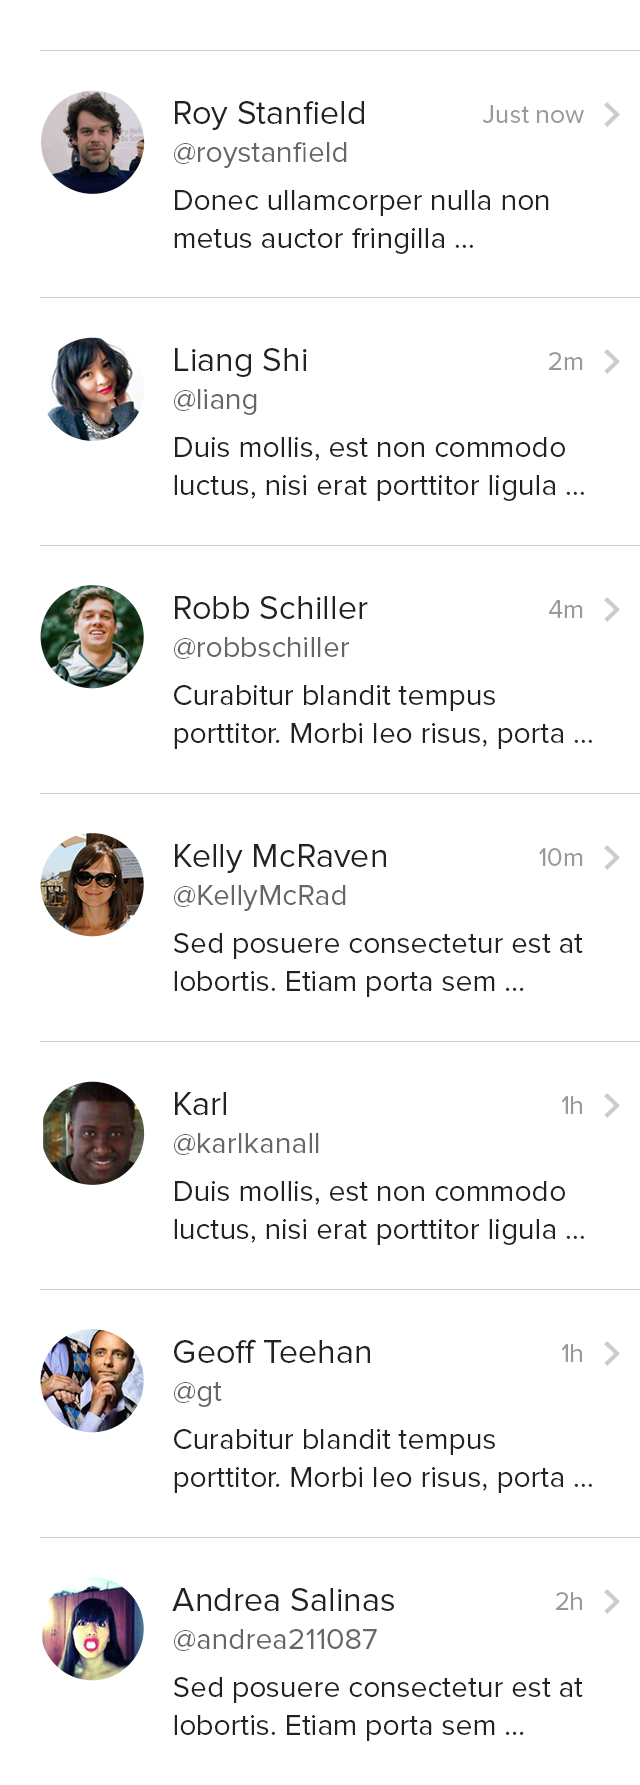 Roy Stanfield Just now
@roystanfield
Donec ullamcorper nulla non
metus auctor fringilla ...
Liang Shi 2m
@liang
Duis mollis, est non commodo
luctus, nisi erat porttitor ligula ...
Robb Schiller 4m
@robbschiller
Curabitur blandit tempus
porttitor. Morbi leo risus, porta ...
Kelly McRaven 10m
@KellyMcRad
Sed posuere consectetur est at
lobortis. Etiam porta sem ...
Karl 1h
@karlkanall
Duis mollis, est non commodo
luctus, nisi erat porttitor ligula ...
Geoff Teehan 1h
@gt
Curabitur blandit tempus
porttitor. Morbi leo risus, porta ...
Andrea Salinas 2h
@andrea211087
Sed posuere consectetur est at
lobortis. Etiam porta sem ...